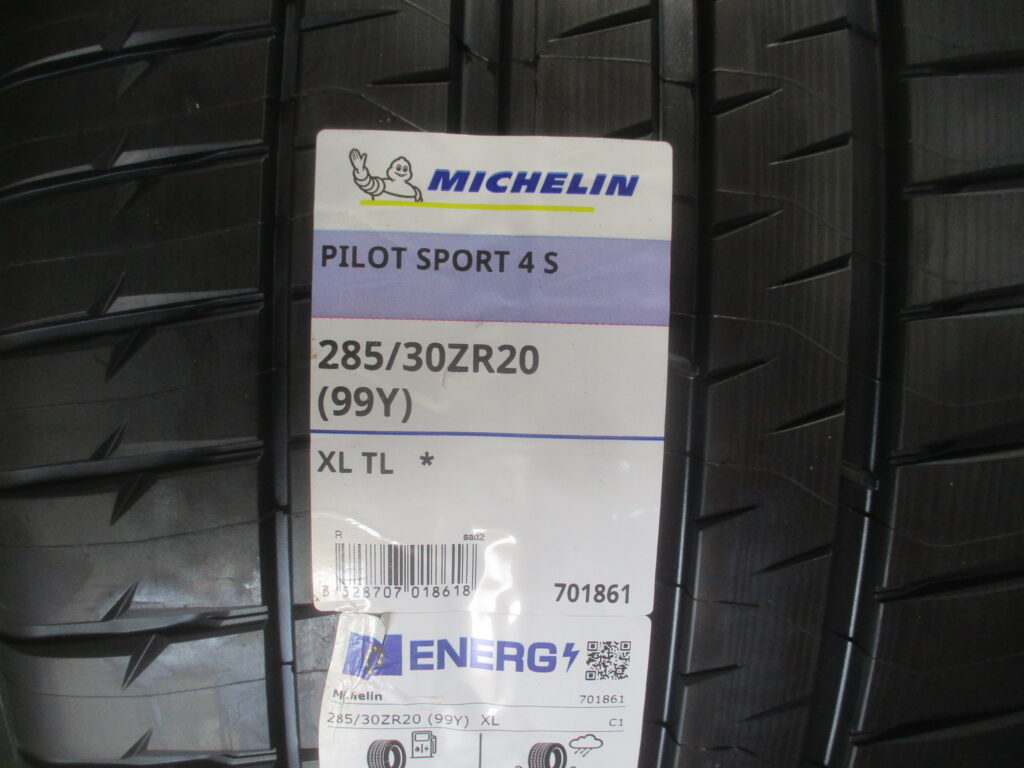 MICHELIN
PILOT SPORT 4 S
285/30ZR20
(99Y)
XL TL *
R sad2
3 528707 018618
701861
ENERG
Michelin 701861
285/30ZR20 (99Y) XL C1